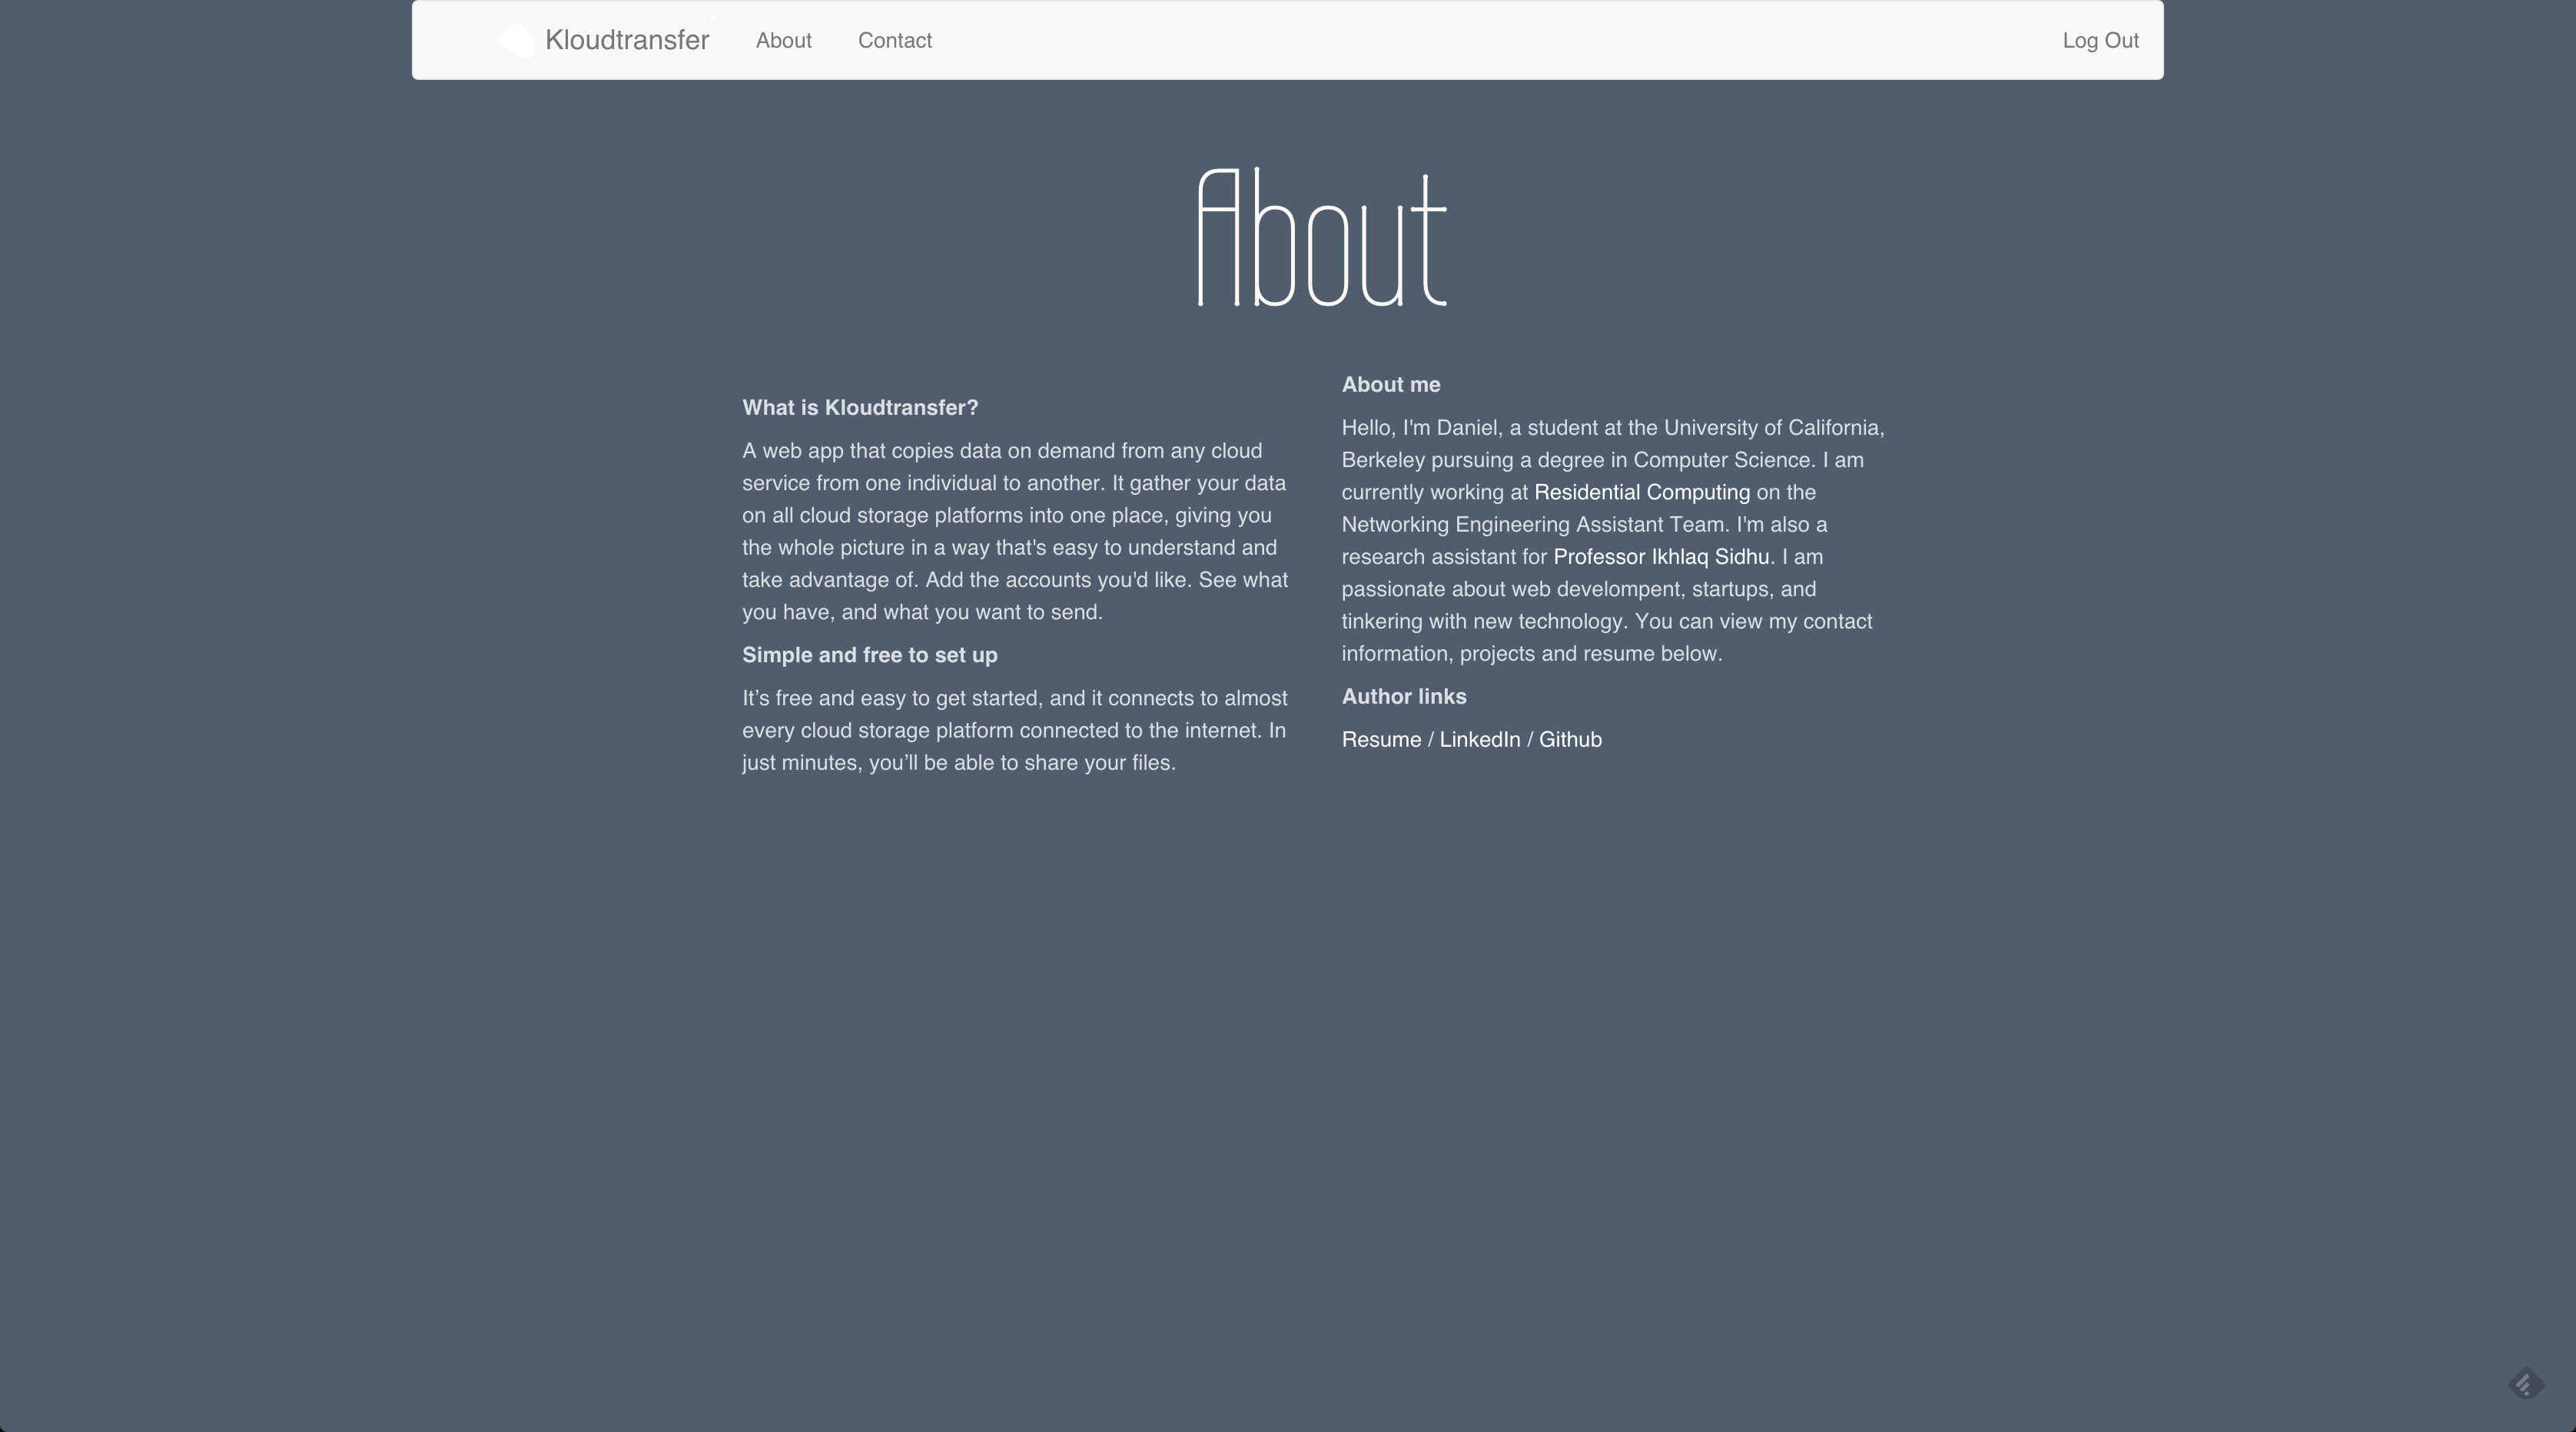 Kloudtransfer About Contact Log Out
About
What is Kloudtransfer?
A web app that copies data on demand from any cloud
service from one individual to another. It gather your data
on all cloud storage platforms into one place, giving you
the whole picture in a way that's easy to understand and
take advantage of. Add the accounts you'd like. See what
you have, and what you want to send.
Simple and free to set up
It’s free and easy to get started, and it connects to almost
every cloud storage platform connected to the internet. In
just minutes, you’ll be able to share your files.
About me
Hello, I'm Daniel, a student at the University of California,
Berkeley pursuing a degree in Computer Science. I am
currently working at Residential Computing on the
Networking Engineering Assistant Team. I'm also a
research assistant for Professor Ikhlaq Sidhu. I am
passionate about web develompent, startups, and
tinkering with new technology. You can view my contact
information, projects and resume below.
Author links
Resume / LinkedIn / Github